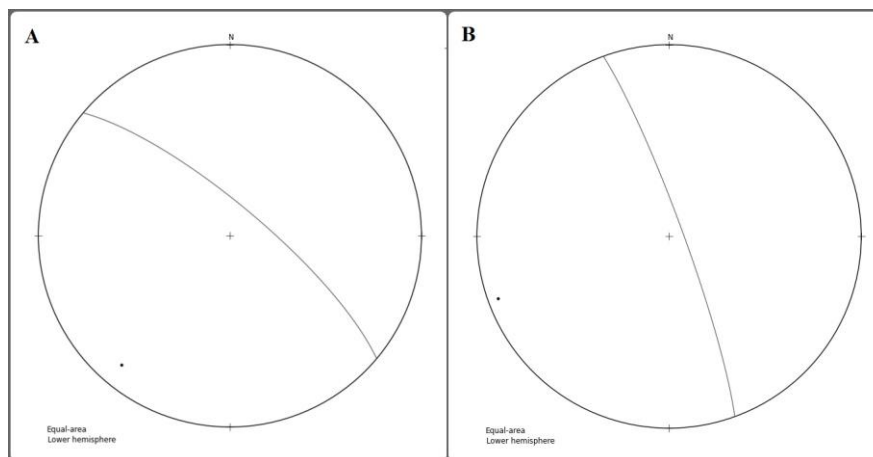 A
N
Equal-area
Lower hemisphere
B
N
Equal-area
Lower hemisphere